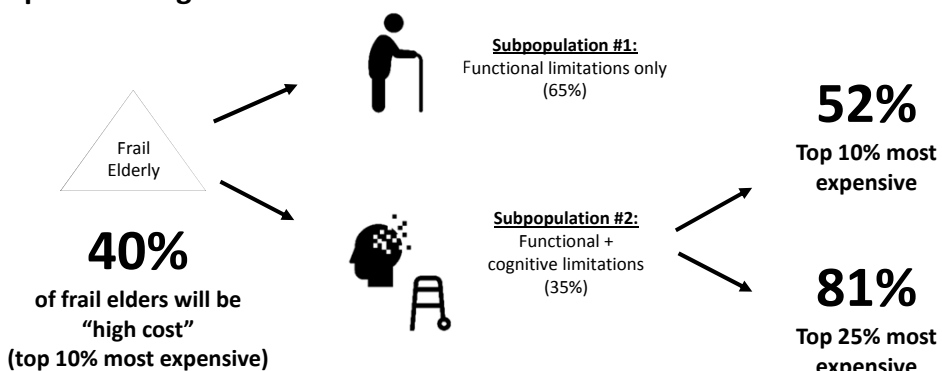 Frail
Elderly
40%
of frail elders will be
“high cost”
(top 10% most expensive)
Subpopulation #1:
Functional limitations only
(65%)
Subpopulation #2:
Functional +
cognitive limitations
(35%)
52%
Top 10% most
expensive
81%
Top 25% most
expensive